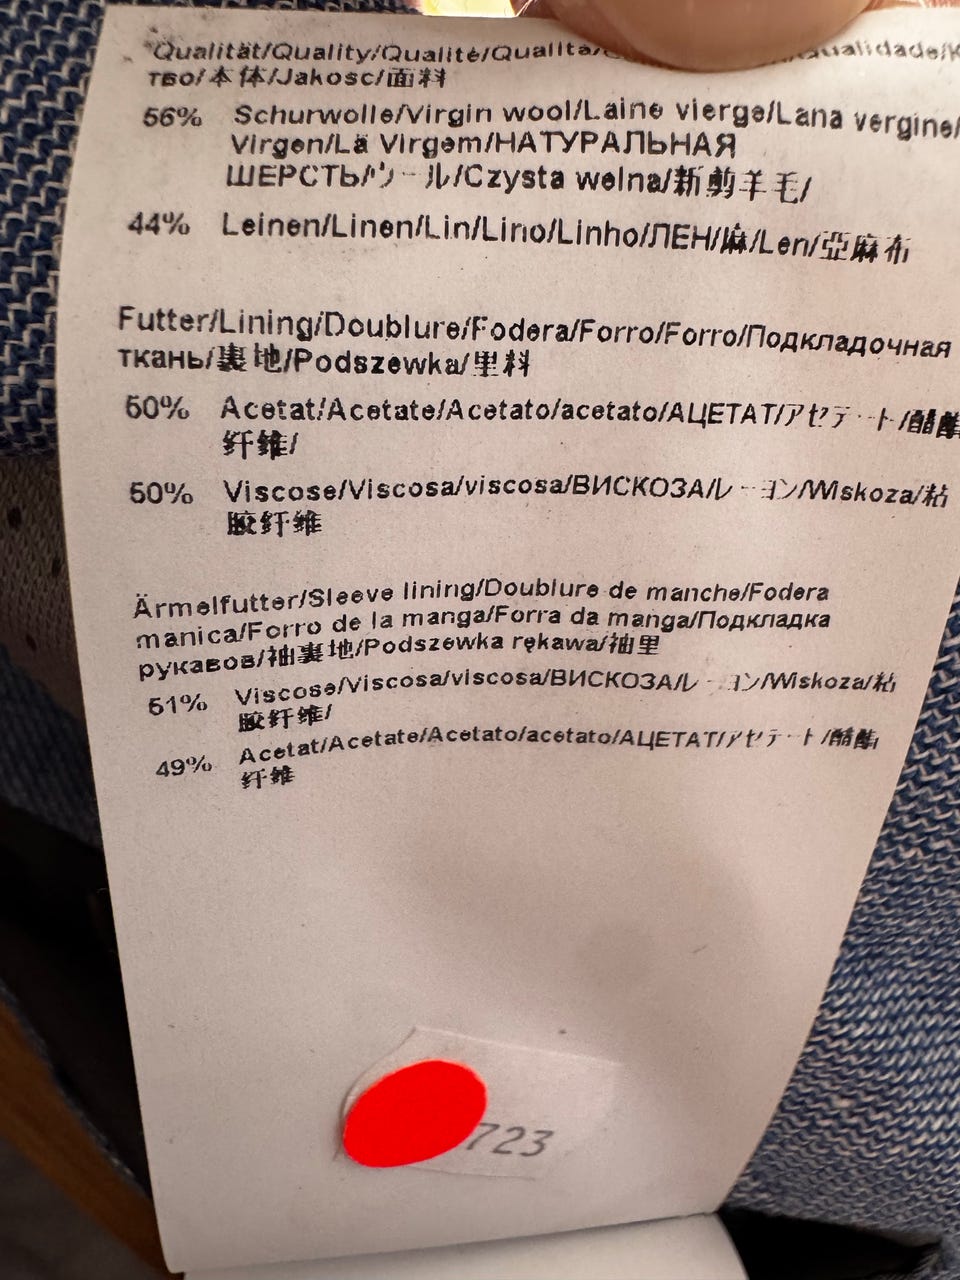 Qualität/Quality/Qualité/Qualità/
тво/本体/Jakosc/面料
56% Schurwolle/Virgin wool/Laine vierge/Lana vergine/
Virgen/Lã Virgem/НАТУРАЛЬНАЯ
ШЕРСТЬ/ウール/Czysta welna/新剪羊毛/
44% Leinen/Linen/Lin/Lino/Linho/ЛЕН/麻/Len/亞麻布
Futter/Lining/Doublure/Fodera/Forro/Forro/Подкладочная
ткань/裏地/Podszewka/里料
50% Acetat/Acetate/Acetato/acetato/АЦЕТАТ/アセテート/醋酯
纤维/
50% Viscose/Viscosa/viscosa/ВИСКОЗА/レーヨン/Wiskoza/粘
胶纤维
Ärmelfutter/Sleeve lining/Doublure de manche/Fodera
manica/Forro de la manga/Forra da manga/Подкладка
рукавов/袖裏地/Podszewka rękawa/袖里
51% Viscose/Viscosa/viscosa/ВИСКОЗА/レーヨン/Wiskoza/粘
胶纤维/
49% Acetat/Acetate/Acetato/acetato/АЦЕТАТ/アセテート/醋酯
纤维
723